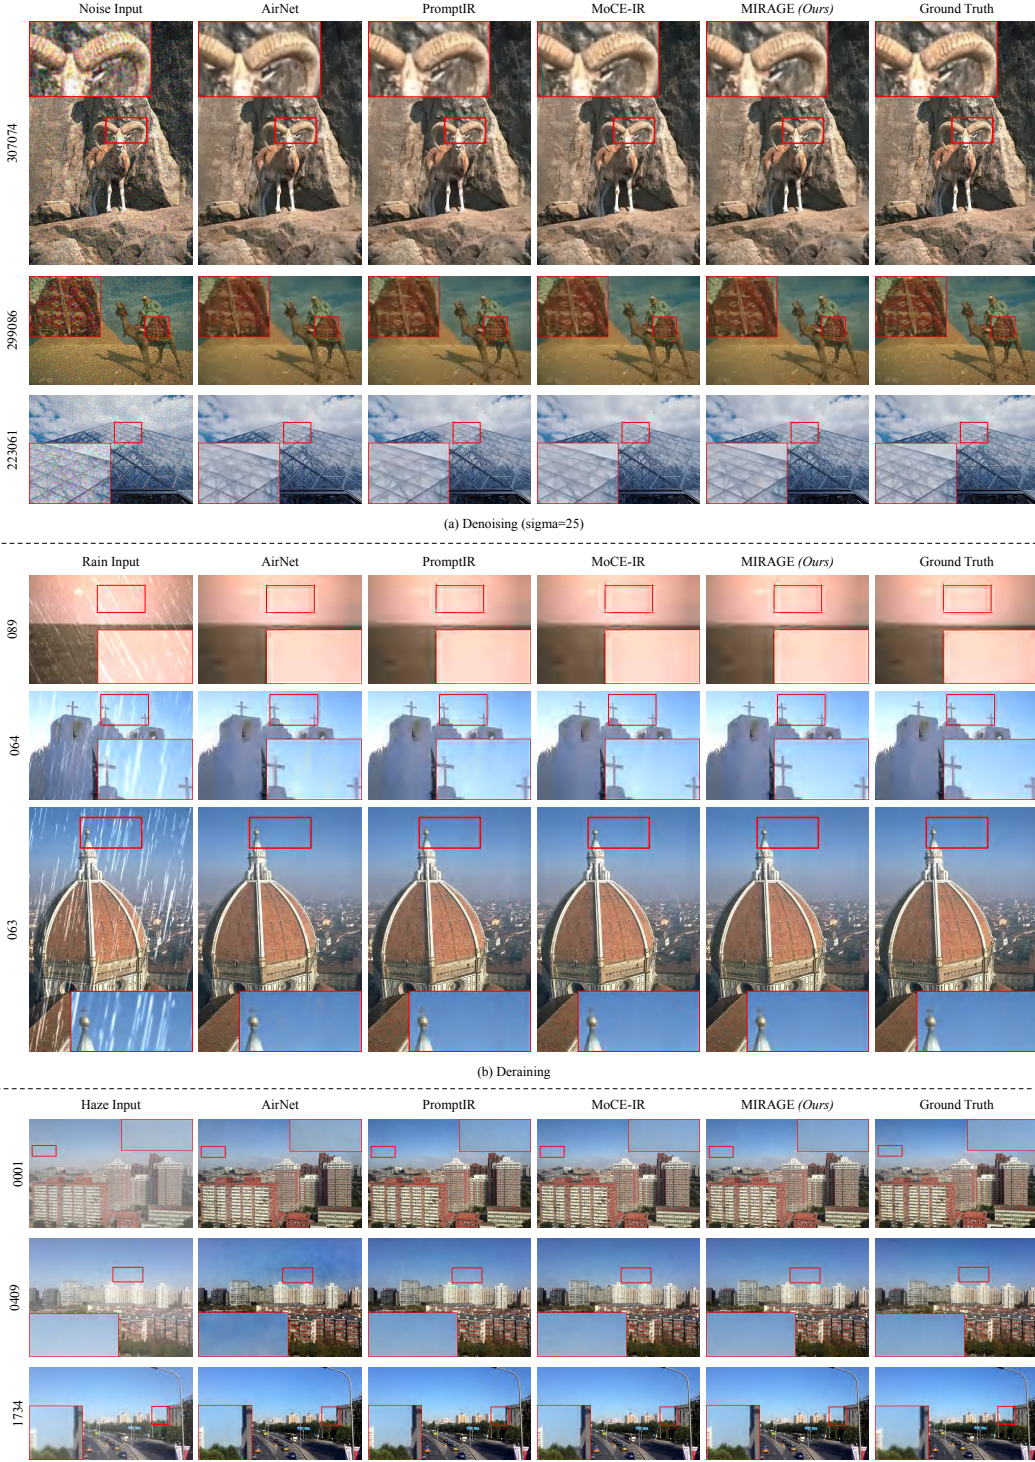 Noise Input AirNet PromptIR MoCE-IR MIRAGE (Ours) Ground Truth
307074
299086
223061
(a) Denoising (sigma=25)
Rain Input AirNet PromptIR MoCE-IR MIRAGE (Ours) Ground Truth
089
064
063
(b) Deraining
Haze Input AirNet PromptIR MoCE-IR MIRAGE (Ours) Ground Truth
0001
0409
1734